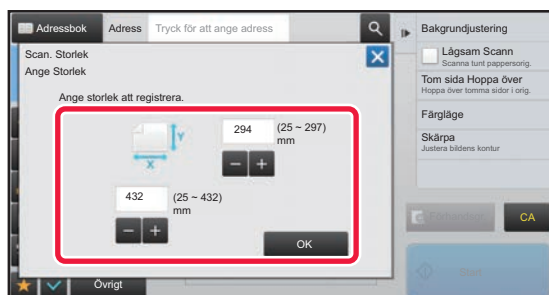 Adressbok
Adress
Tryck för att ange adress
Scan. Storlek
Ange Storlek
Ange storlek att registrera.
Y
X
294
(25 ~ 297)
mm
432
(25 ~ 432)
mm
OK
Övrigt
Bakgrundjustering
Lågsam Scann
Scanna tunt pappersorig.
Tom sida Hoppa över
Hoppa över tomma sidor i orig.
Färgläge
Skärpa
Justera bildens kontur
CA
Start